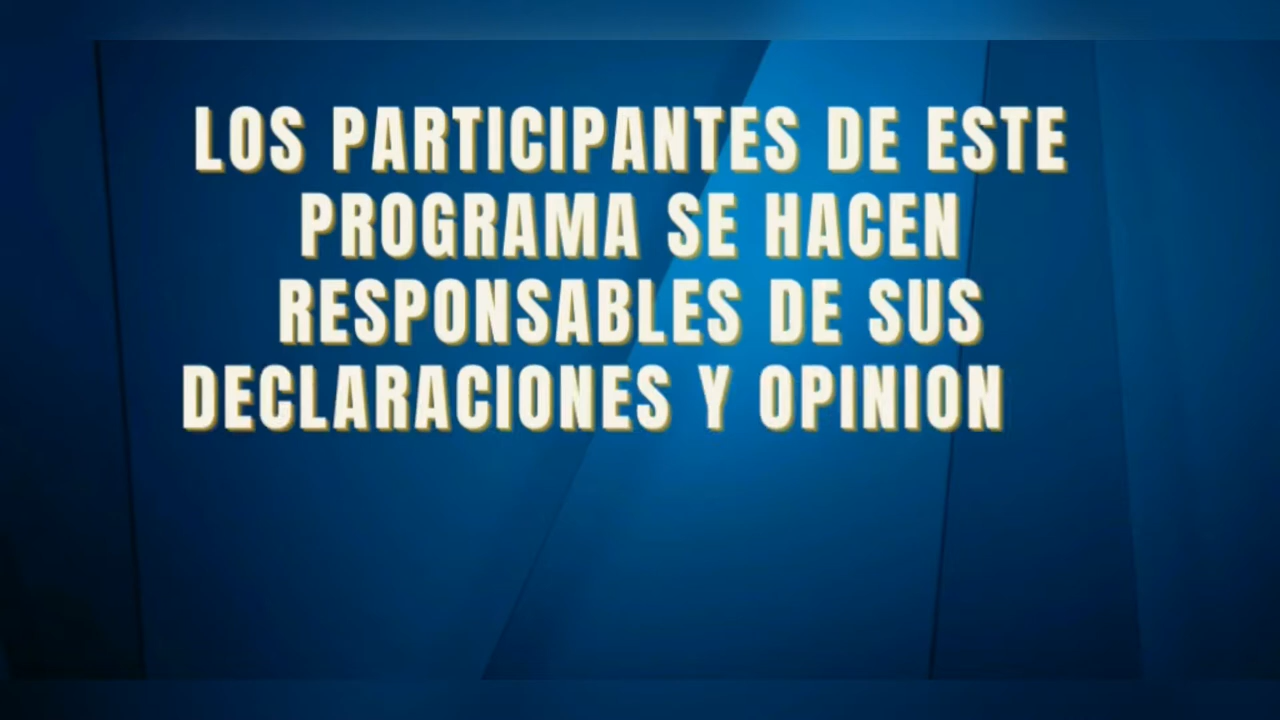 LOS PARTICIPANTES DE ESTE
PROGRAMA SE HACEN
RESPONSABLES DE SUS
DECLARACIONES Y OPINION